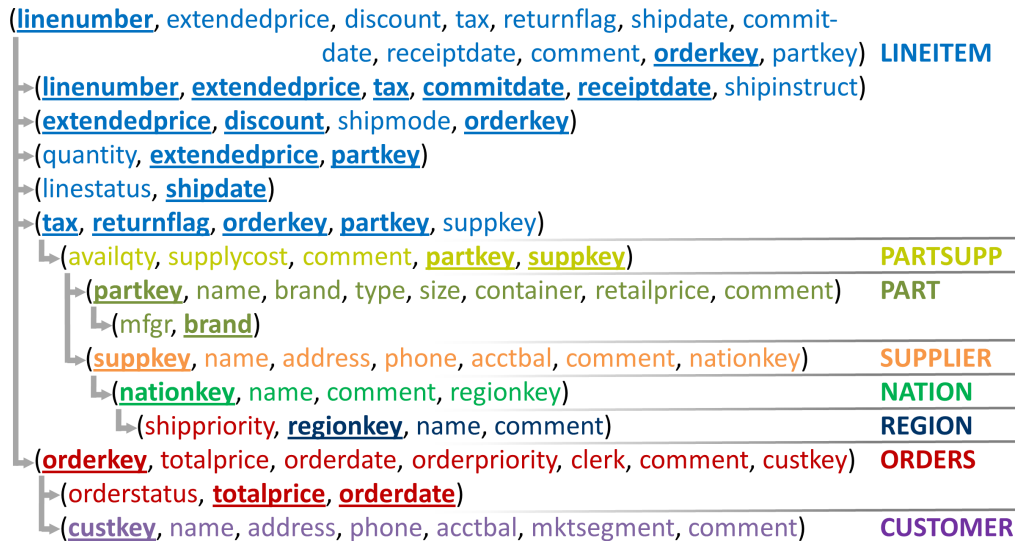 (linenumber, extendedprice, discount, tax, returnflag, shipdate, commit-
date, receiptdate, comment, orderkey, partkey) LINEITEM
(linenumber, extendedprice, tax, commitdate, receiptdate, shipinstruct)
(extendedprice, discount, shipmode, orderkey)
(quantity, extendedprice, partkey)
(linestatus, shipdate)
(tax, returnflag, orderkey, partkey, suppkey)
(availqty, supplycost, comment, partkey, suppkey) PARTSUPP
(partkey, name, brand, type, size, container, retailprice, comment) PART
(mfgr, brand)
(suppkey, name, address, phone, acctbal, comment, nationkey) SUPPLIER
(nationkey, name, comment, regionkey) NATION
(shippriority, regionkey, name, comment) REGION
(orderkey, totalprice, orderdate, orderpriority, clerk, comment, custkey) ORDERS
(orderstatus, totalprice, orderdate)
(custkey, name, address, phone, acctbal, mktsegment, comment) CUSTOMER